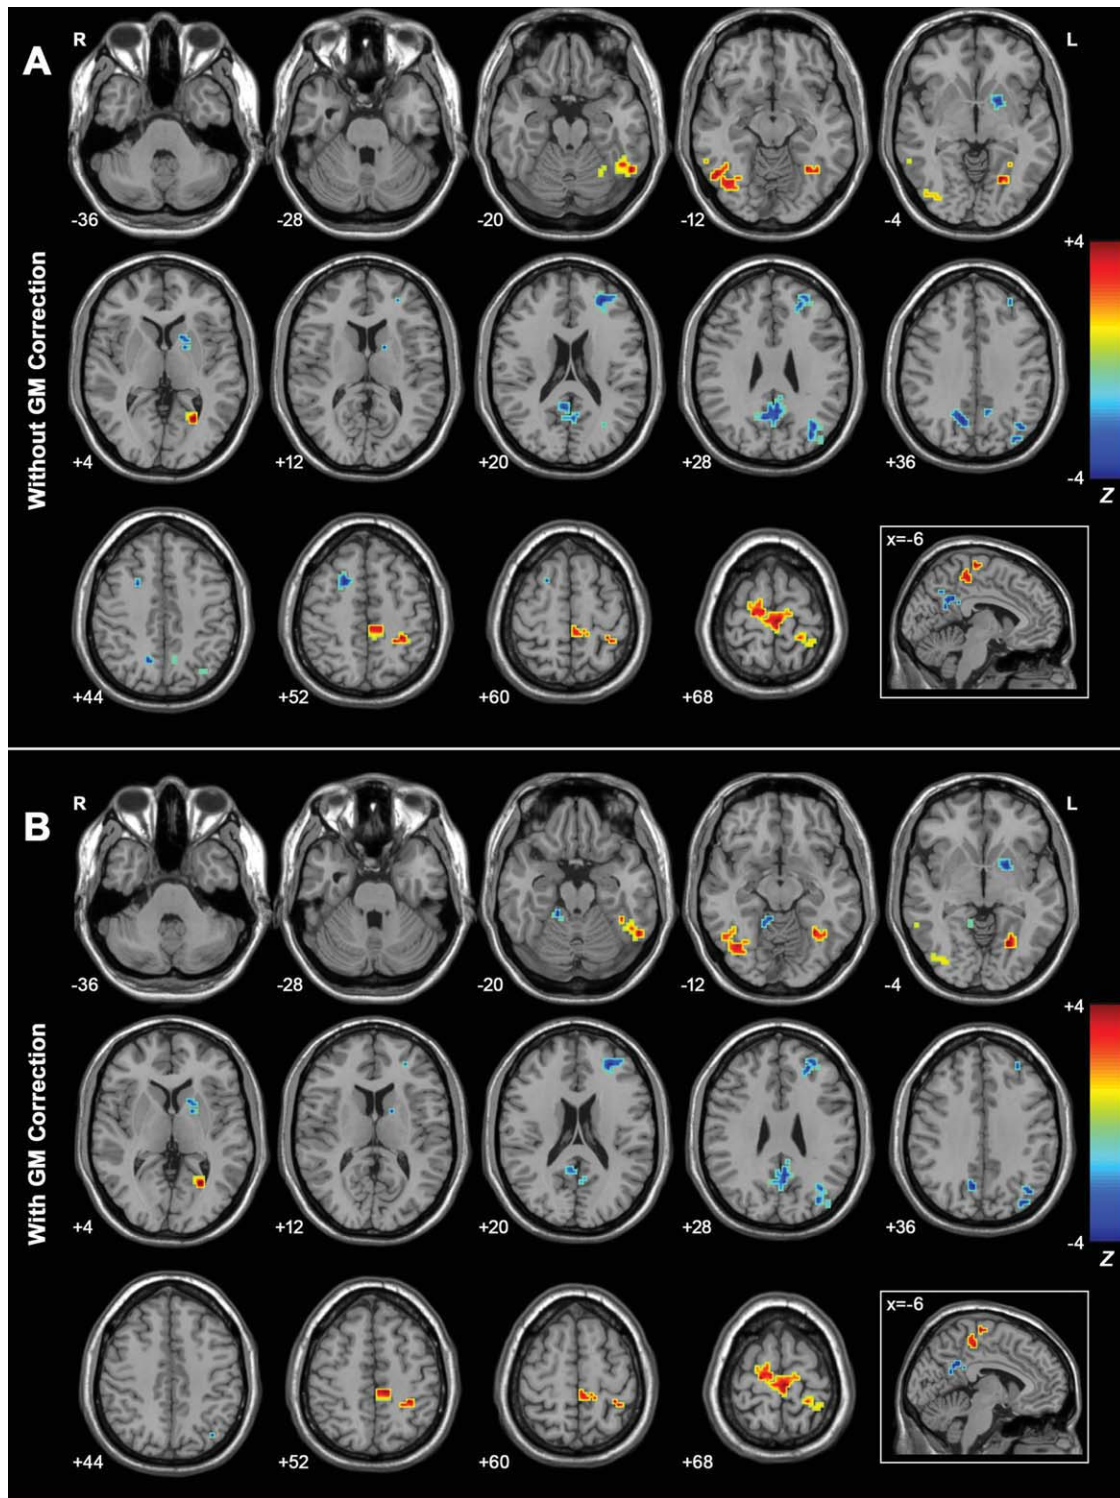 A
R
L
-36
-28
-20
-12
-4
Without GM Correction
+4
+4
+12
+20
+28
+36
-4
Z
+44
+52
+60
+68
x=-6
B
R
L
-36
-28
-20
-12
-4
With GM Correction
+4
+4
+12
+20
+28
+36
-4
Z
+44
+52
+60
+68
x=-6